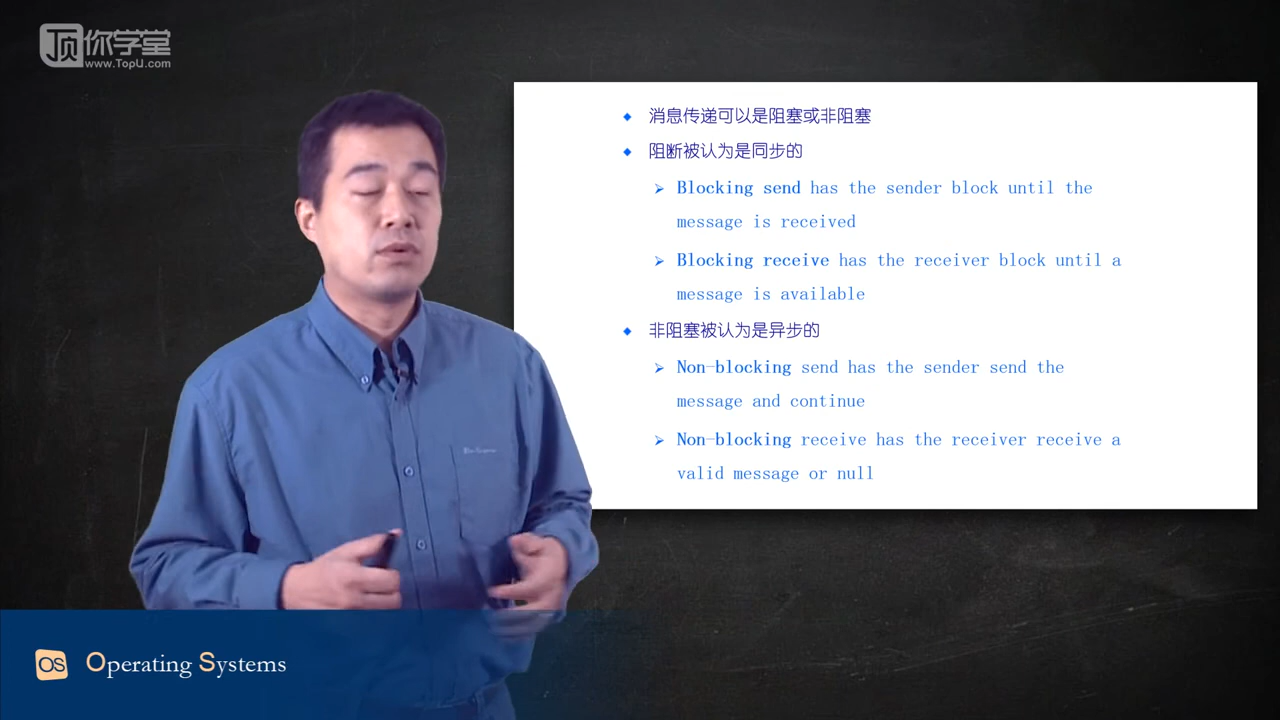 顶你学堂
www.TopU.com
消息传递可以是阻塞或非阻塞
阻断被认为是同步的
Blocking send has the sender block until the
message is received
Blocking receive has the receiver block until a
message is available
非阻塞被认为是异步的
Non-blocking send has the sender send the
message and continue
Non-blocking receive has the receiver receive a
valid message or null
OS Operating Systems